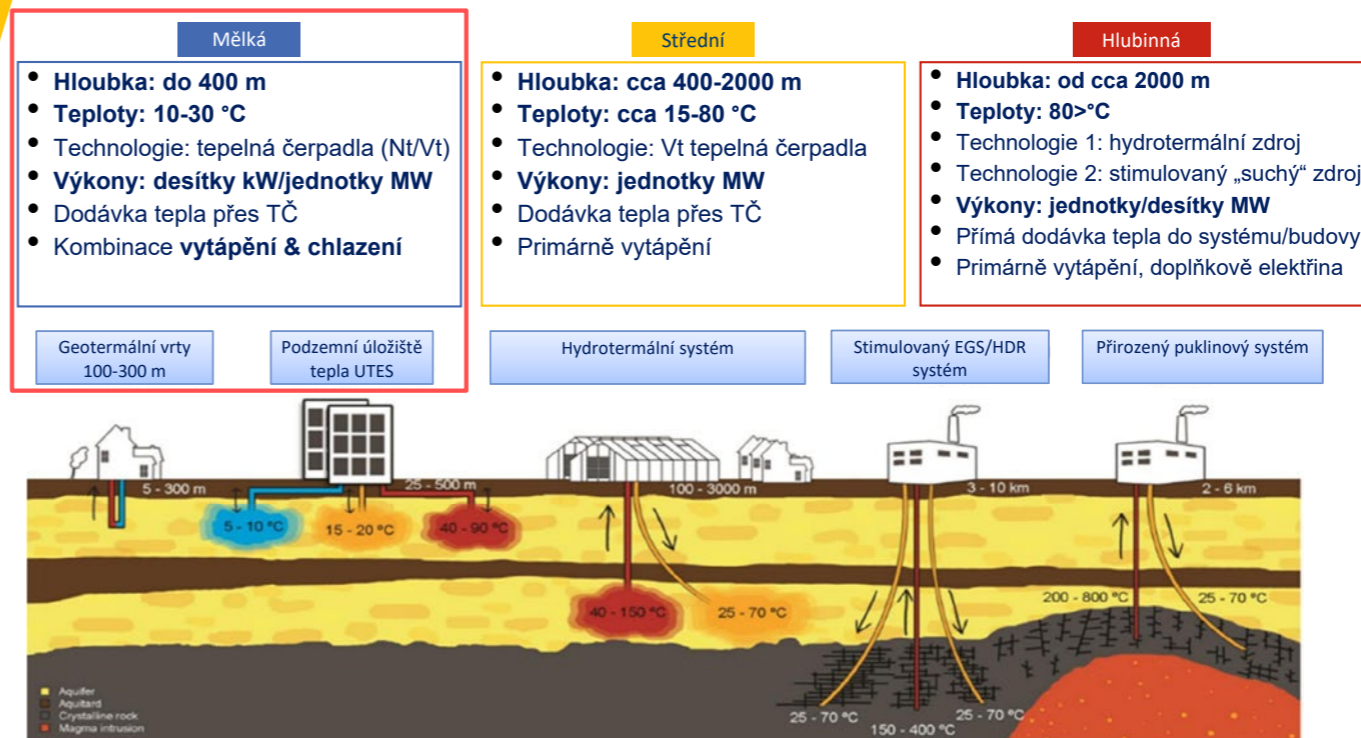 Mělká
• Hloubka: do 400 m
• Teploty: 10-30 °C
• Technologie: tepelná čerpadla (Nt/Vt)
• Výkony: desítky kW/jednotky MW
• Dodávka tepla přes TČ
• Kombinace vytápění & chlazení
Geotermální vrty
100-300 m
Podzemní úložiště
tepla UTES
Střední
• Hloubka: cca 400-2000 m
• Teploty: cca 15-80 °C
• Technologie: Vt tepelná čerpadla
• Výkony: jednotky MW
• Dodávka tepla přes TČ
• Primárně vytápění
Hydrotermální systém
Hlubinná
• Hloubka: od cca 2000 m
• Teploty: 80>°C
• Technologie 1: hydrotermální zdroj
• Technologie 2: stimulovaný „suchý“ zdroj
• Výkony: jednotky/desítky MW
• Přímá dodávka tepla do systému/budovy
• Primárně vytápění, doplňkově elektřina
Stimulovaný EGS/HDR
systém
Přirozený puklinový systém
5 - 300 m
25 - 500 m
100 - 3000 m
3 - 10 km
2 - 6 km
5 - 10 °C
15 - 20 °C
40 - 90 °C
40 - 150 °C
25 - 70 °C
200 - 800 °C
25 - 70 °C
25 - 70 °C
150 - 400 °C
25 - 70 °C
Aquifer
Aquitard
Crystalline rock
Magma intrusion